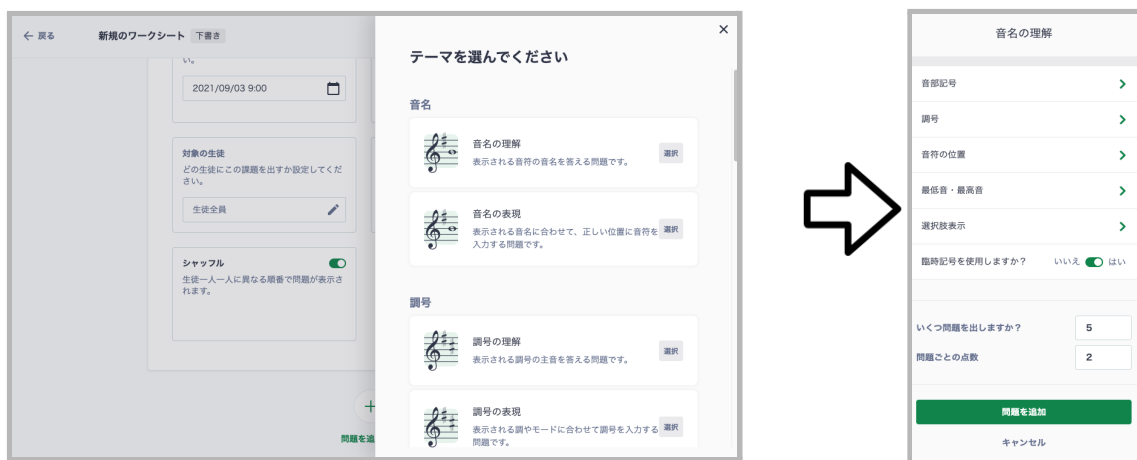 ← 戻る
新規のワークシート 下書き
い。
2021/09/03 9:00
対象の生徒
どの生徒にこの課題を出すか設定してくだ
さい。
生徒全員
シャッフル
生徒一人一人に異なる順番で問題が表示さ
れます。
+
問題を追
×
テーマを選んでください
音名
音名の理解
表示される音符の音名を答える問題です。
選択
音名の表現
表示される音名に合わせて、正しい位置に音符を
入力する問題です。
選択
調号
調号の理解
表示される調号の主音を答える問題です。
選択
調号の表現
表示される調やモードに合わせて調号を入力する
問題です。
選択
音名の理解
音部記号
調号
音符の位置
最低音・最高音
選択肢表示
臨時記号を使用しますか? いいえ はい
いくつ問題を出しますか? 5
問題ごとの点数 2
問題を追加
キャンセル